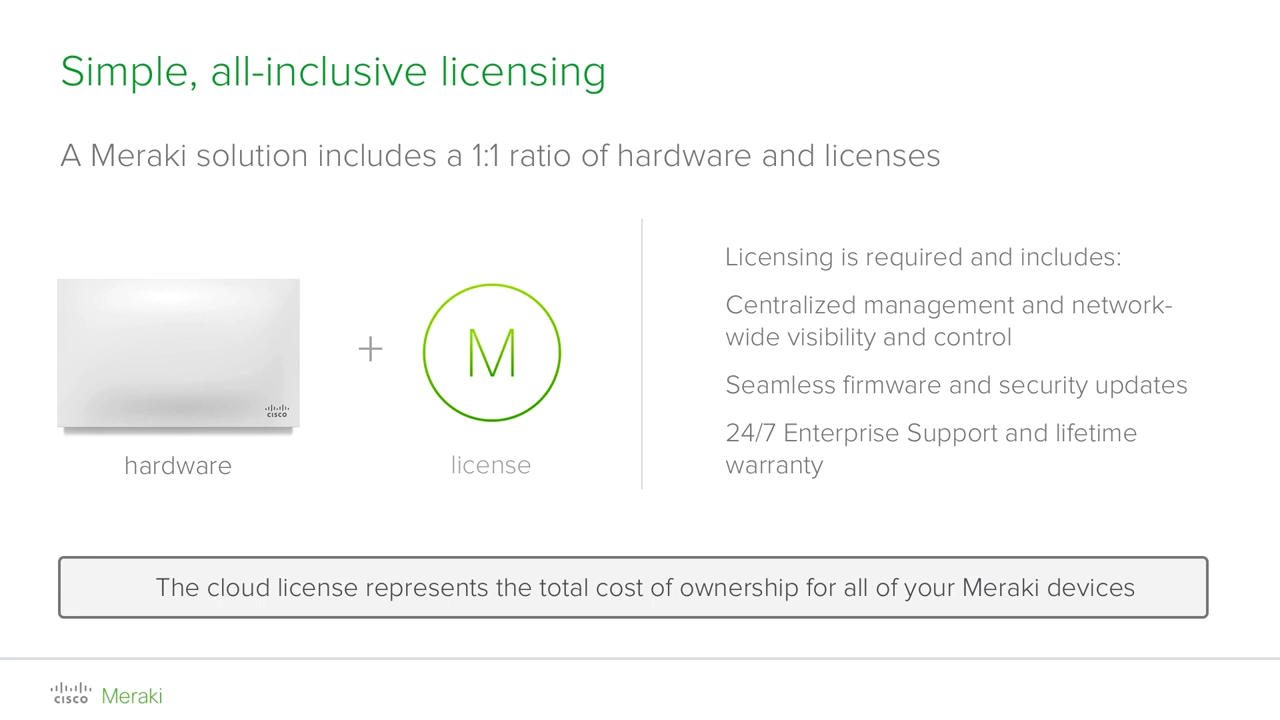 Simple, all-inclusive licensing
A Meraki solution includes a 1:1 ratio of hardware and licenses
CISCO
+
M
hardware
license
Licensing is required and includes:
Centralized management and network-
wide visibility and control
Seamless firmware and security updates
24/7 Enterprise Support and lifetime
warranty
The cloud license represents the total cost of ownership for all of your Meraki devices
CISCO Meraki